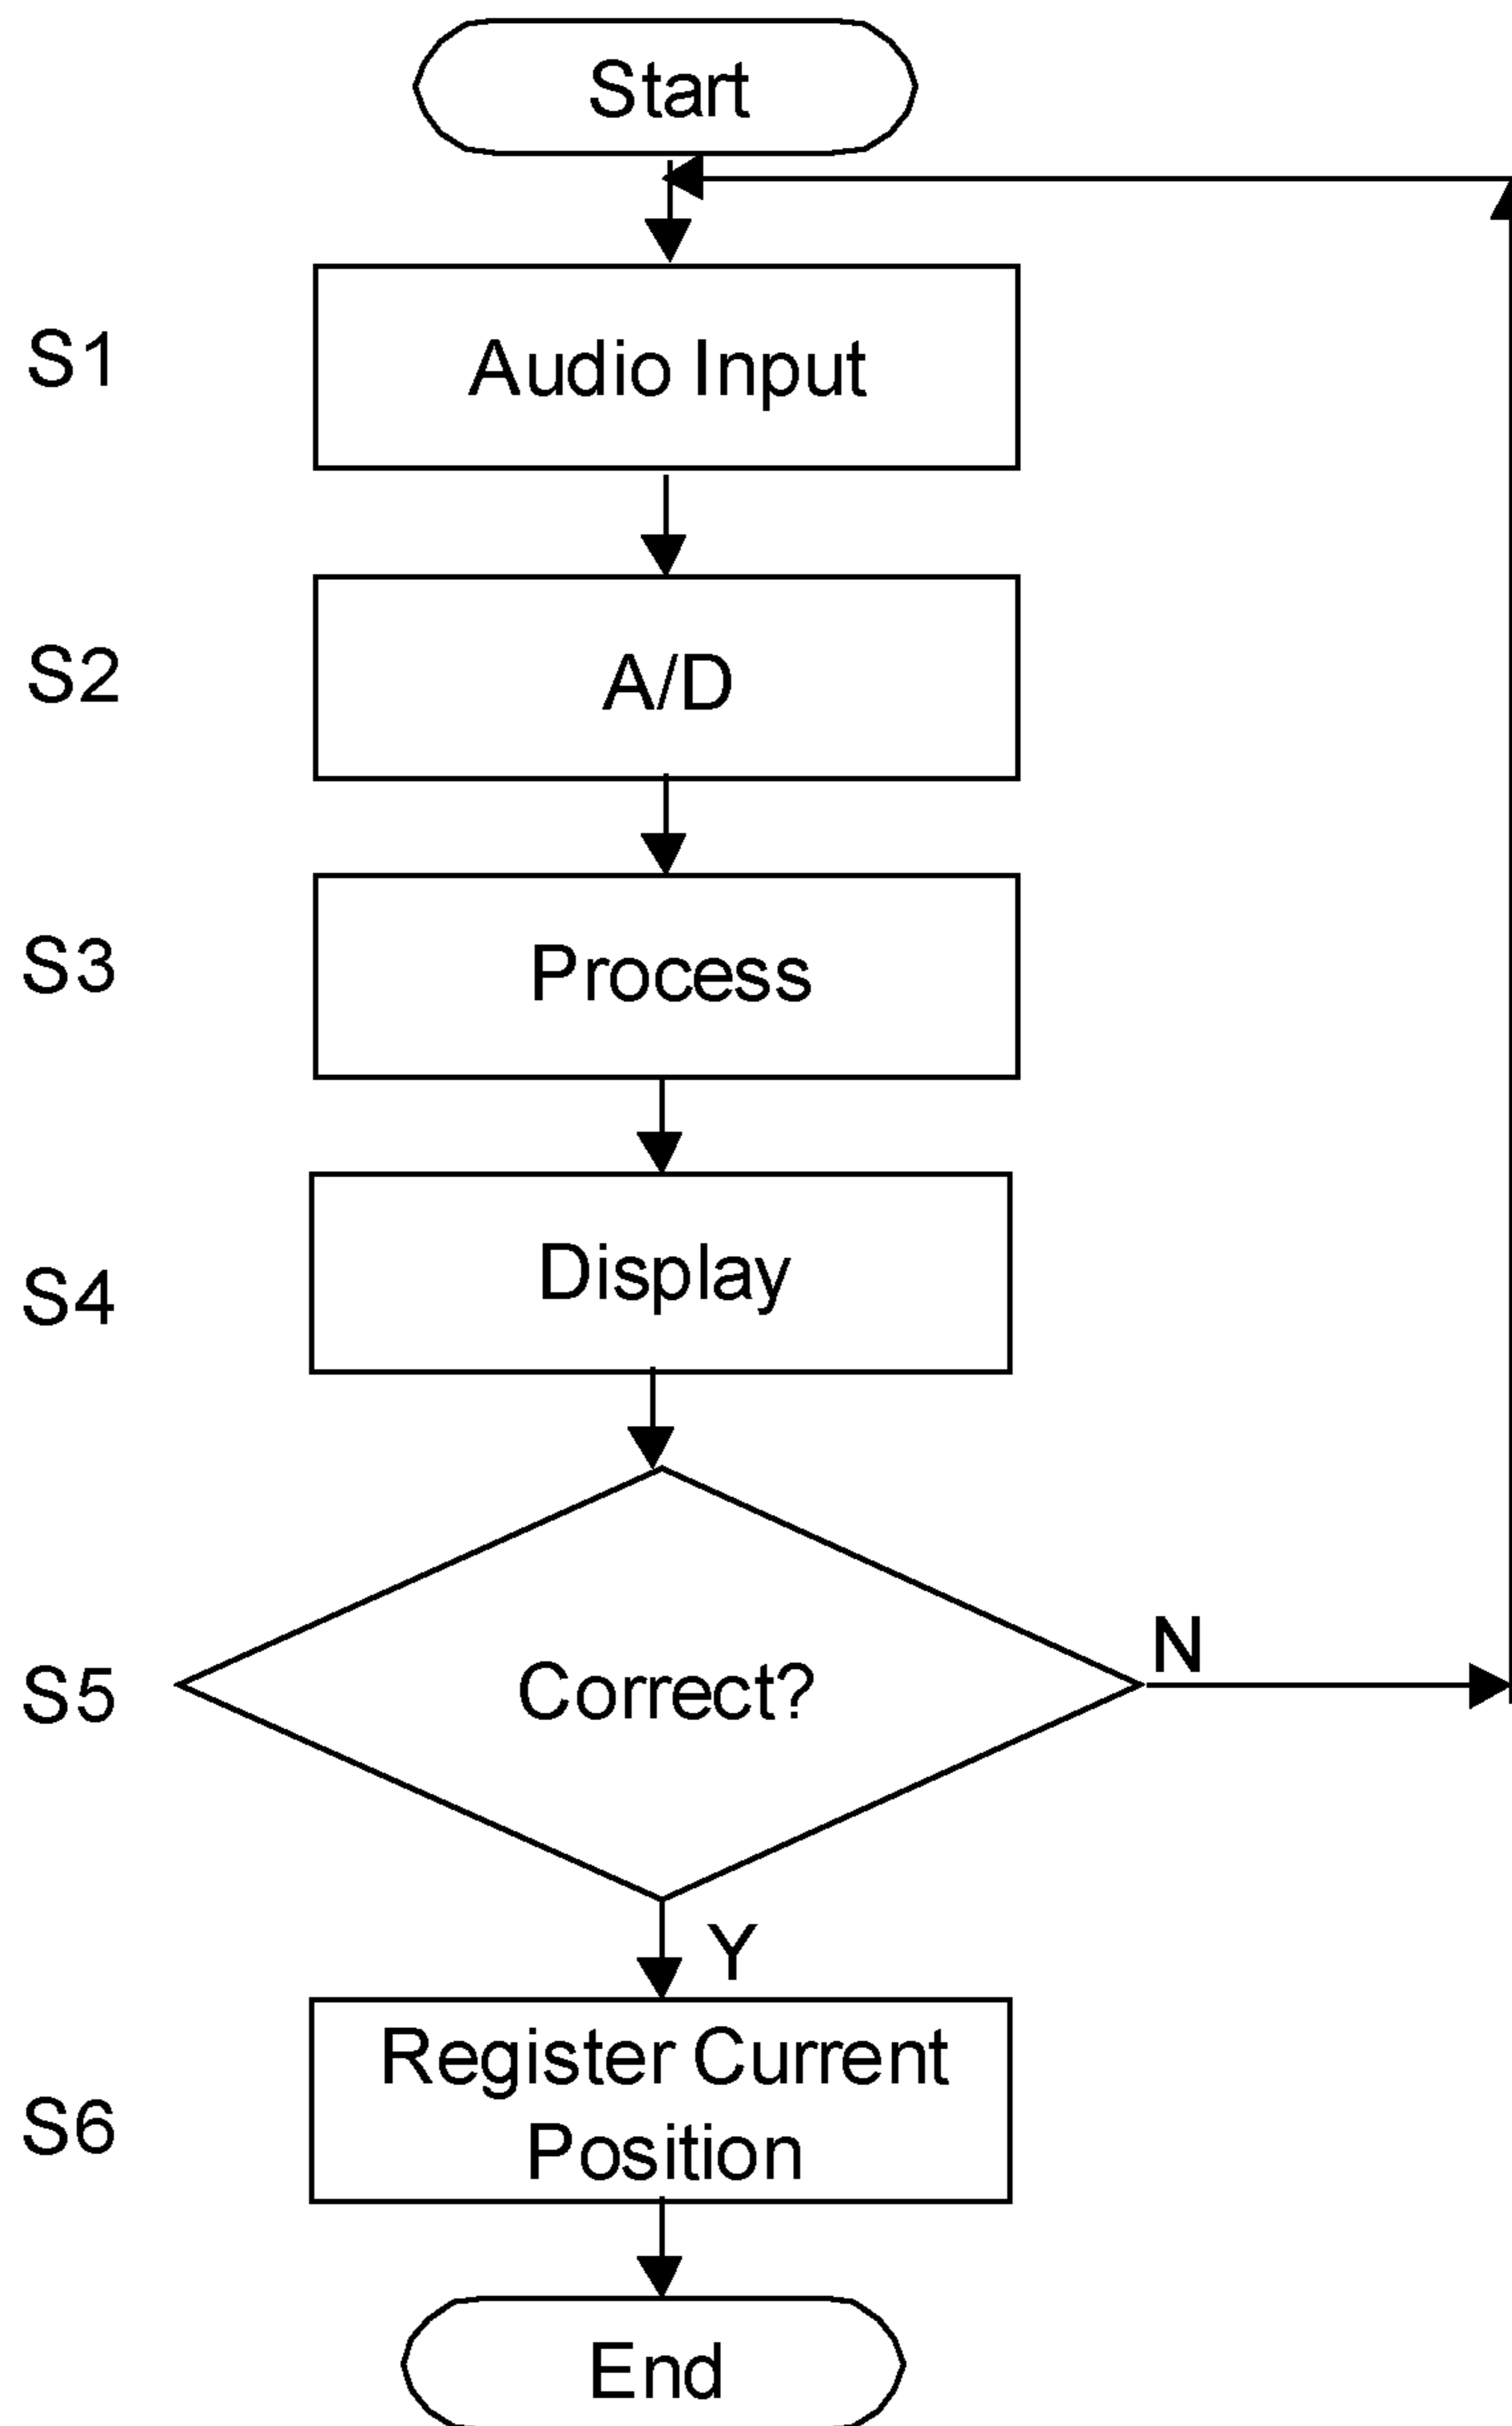 Start
S1
Audio Input
S2
A/D
S3
Process
S4
Display
S5
Correct?
N
Y
S6
Register Current
Position
End